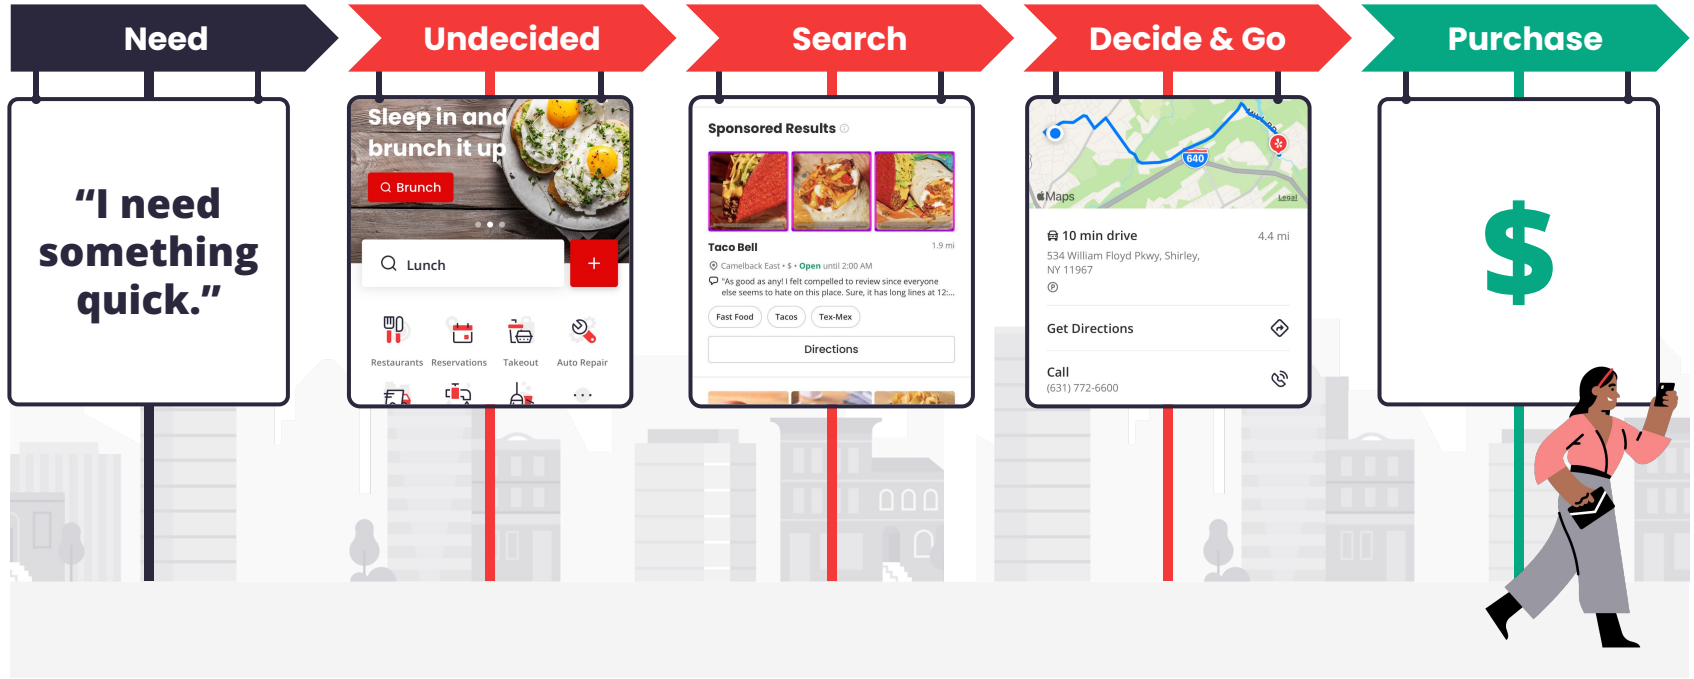 Need
Undecided
Search
Decide & Go
Purchase
“I need
something
quick.”
Sleep in and
brunch it up
Brunch
Lunch
Restaurants
Reservations
Takeout
Auto Repair
Sponsored Results
Taco Bell
1.9 mi
Camelback East • $ • Open until 2:00 AM
"As good as any! I felt compelled to review since everyone
else seems to hate on this place. Sure, it has long lines at 12:...
Fast Food
Tacos
Tex-Mex
Directions
640
Maps
Legal
10 min drive
4.4 mi
534 William Floyd Pkwy, Shirley,
NY 11967
P
Get Directions
Call
(631) 772-6600
$